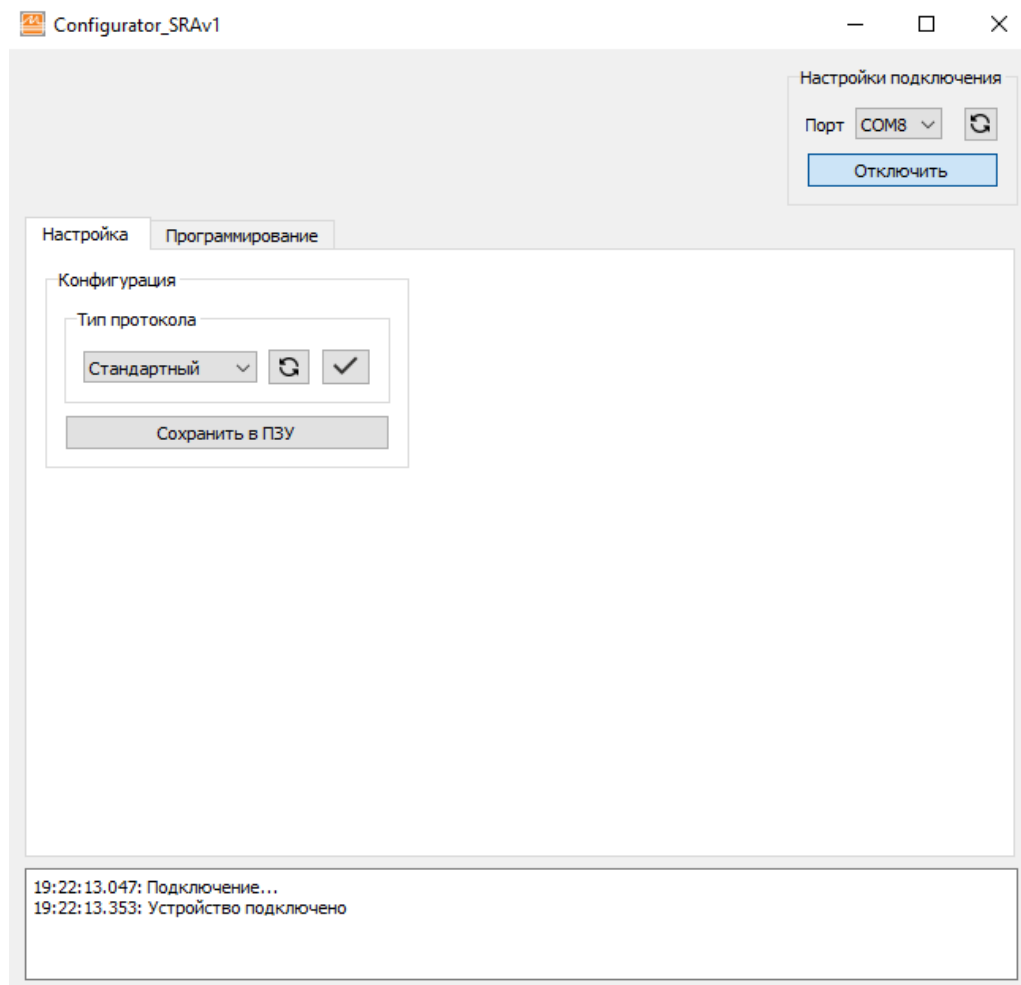 Configurator_SRAv1
Настройки подключения
Порт COM8
Отключить
Настройка Программирование
Конфигурация
Тип протокола
Стандартный
Сохранить в ПЗУ
19:22:13.047: Подключение...
19:22:13.353: Устройство подключено